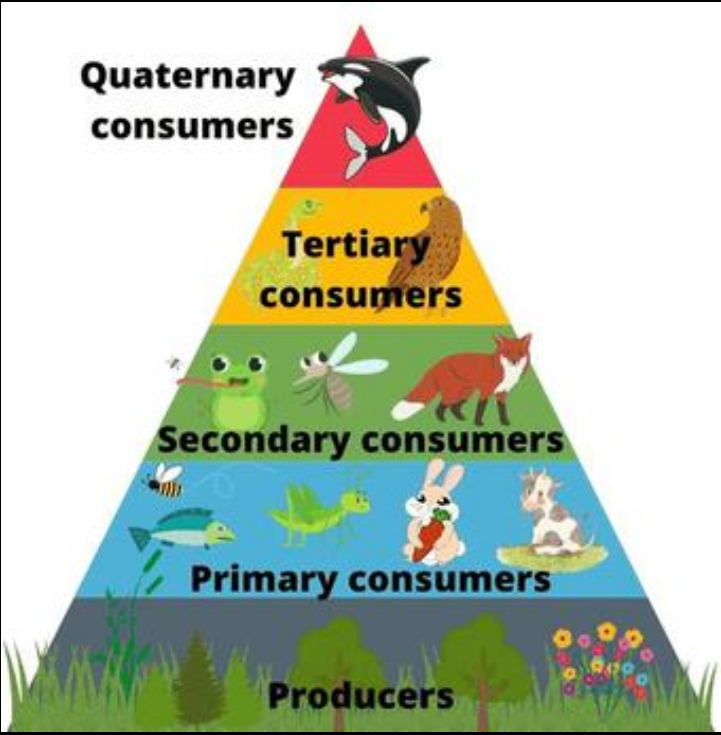 Quaternary
consumers
Tertiary
consumers
Secondary consumers
Primary consumers
Producers